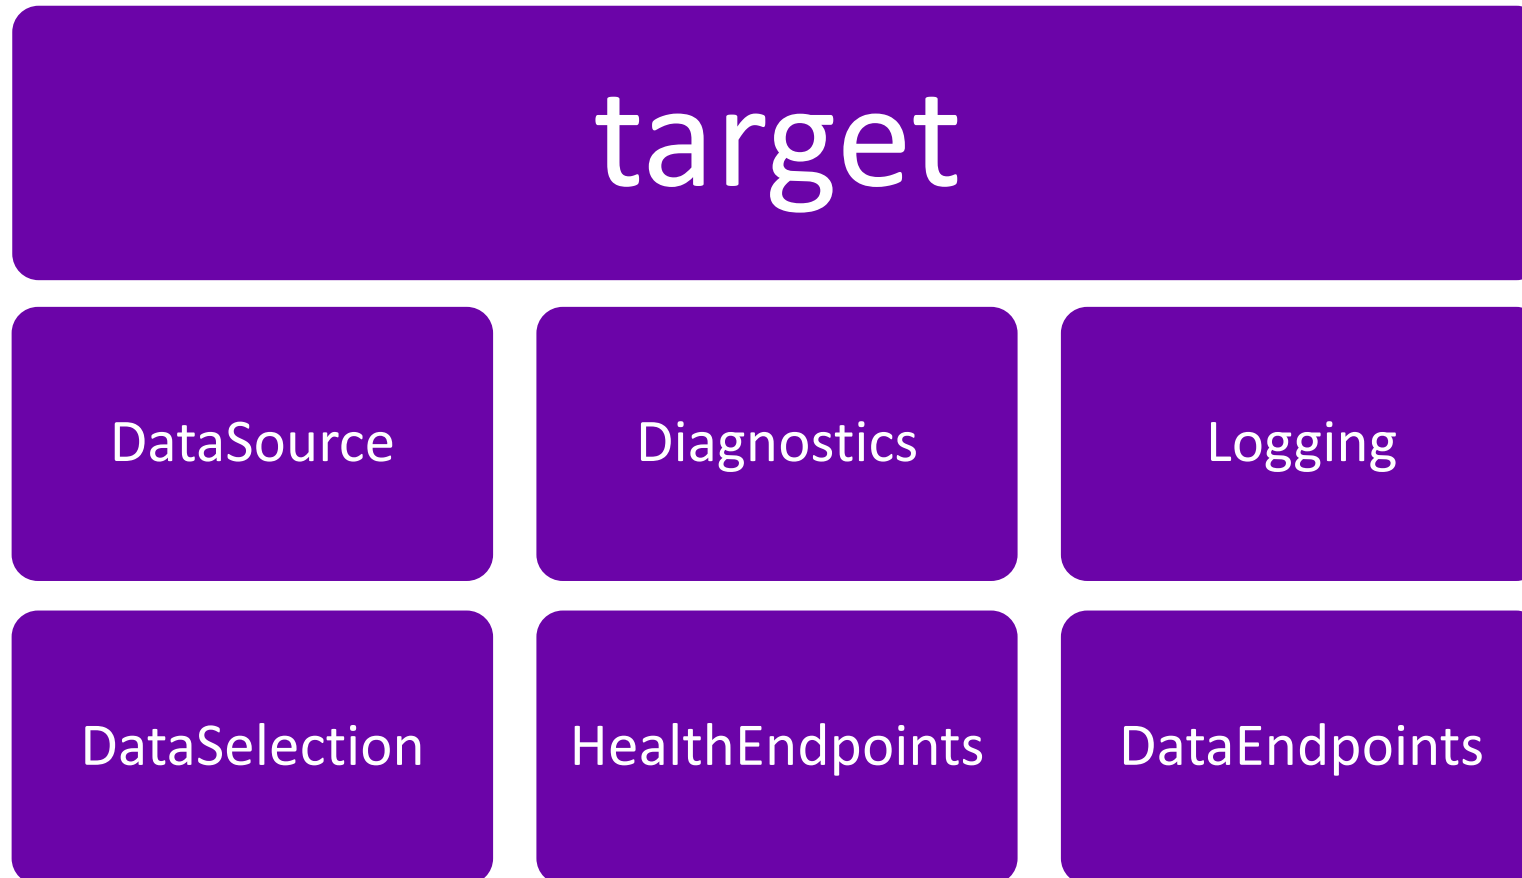 target
DataSource
Diagnostics
Logging
DataSelection
HealthEndpoints
DataEndpoints